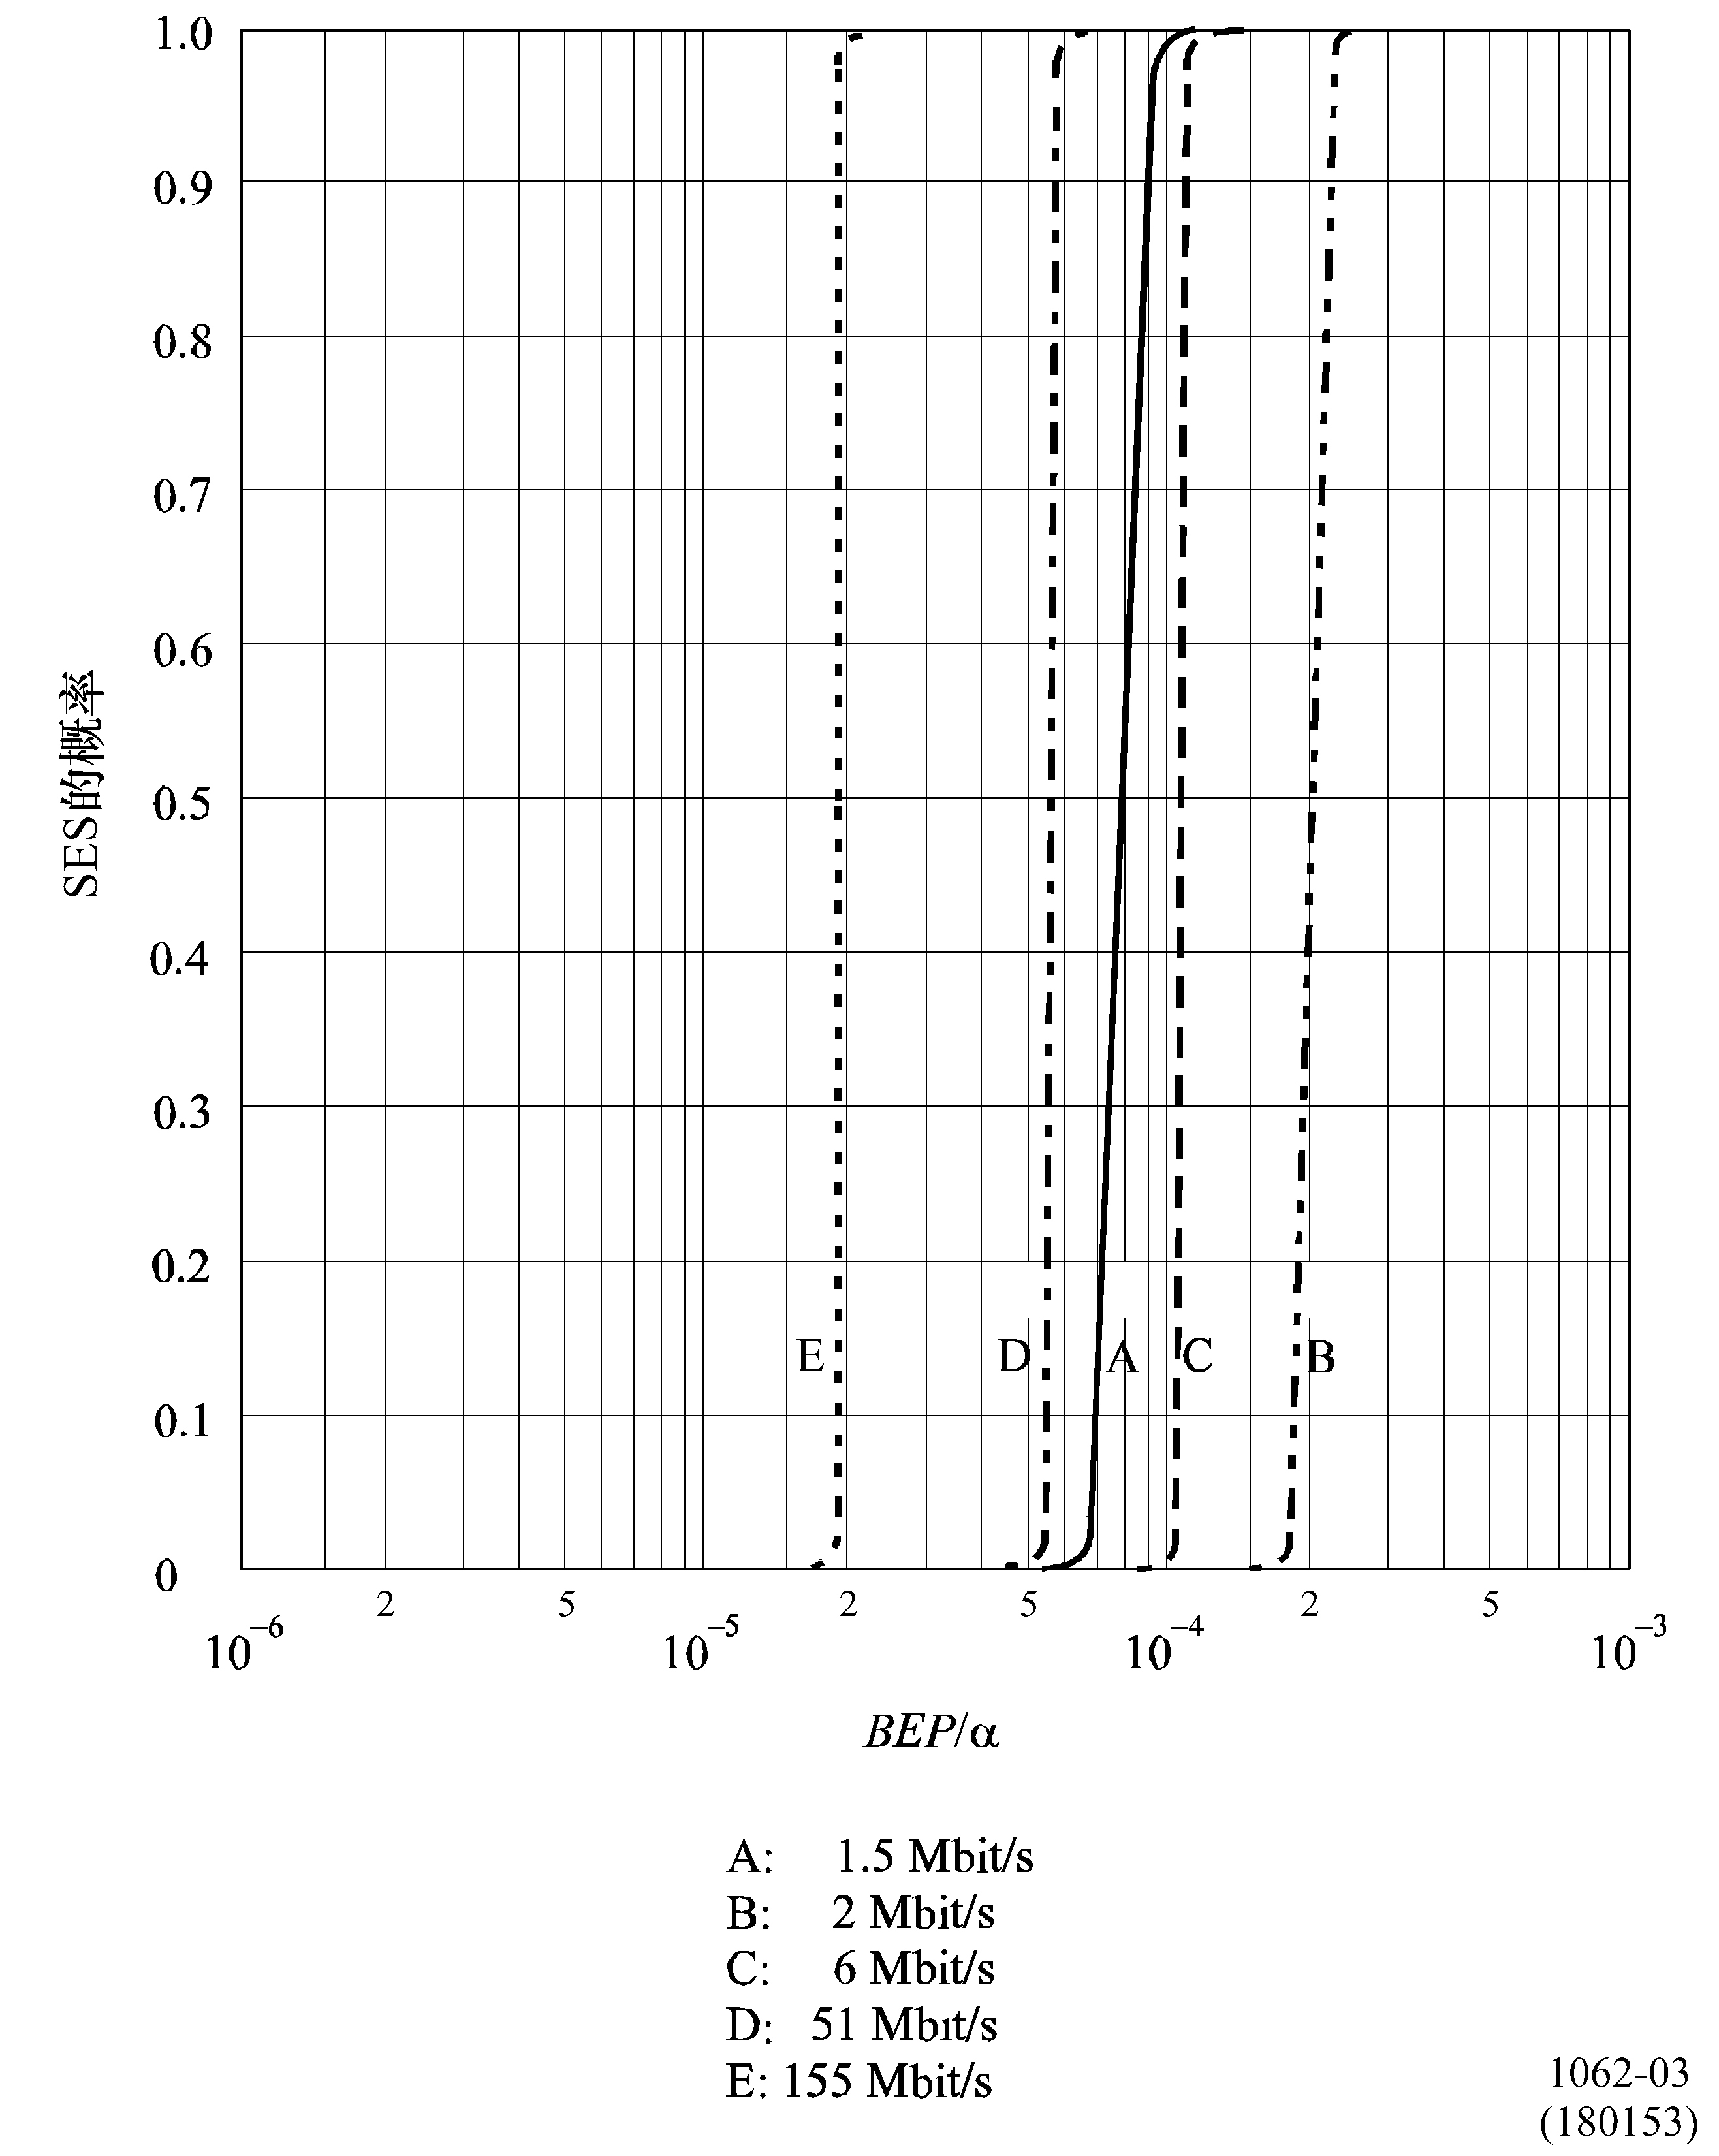 1.0
0.9
0.8
0.7
0.6
0.5
0.4
0.3
0.2
0.1
0
SES的概率
E D A C B
2 5 2 5 2 5
10⁻⁶ 10⁻⁵ 10⁻⁴ 10⁻³
BEP/α
A: 1.5 Mbit/s
B: 2 Mbit/s
C: 6 Mbit/s
D: 51 Mbit/s
E: 155 Mbit/s
1062-03
(180153)